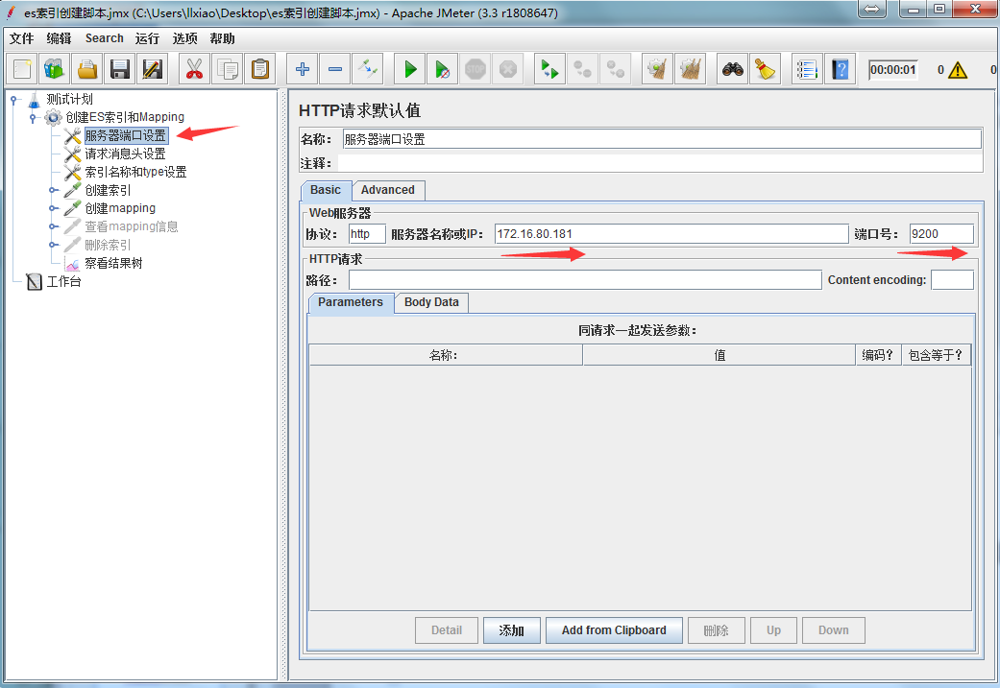 es索引创建脚本.jmx (C:\Users\llxiao\Desktop\es索引创建脚本.jmx) - Apache JMeter (3.3 r1808647)
文件 编辑 Search 运行 选项 帮助
STOP 00:00:01 0 0
测试计划
创建ES索引和Mapping
服务器端口设置
请求消息头设置
索引名称和type设置
创建索引
创建mapping
查看mapping信息
删除索引
察看结果树
工作台
HTTP请求默认值
名称： 服务器端口设置
注释：
Basic Advanced
Web服务器
协议： http 服务器名称或IP： 172.16.80.181 端口号： 9200
HTTP请求
路径： Content encoding:
Parameters Body Data
同请求一起发送参数：
名称： 值 编码？ 包含等于？
Detail 添加 Add from Clipboard 删除 Up Down